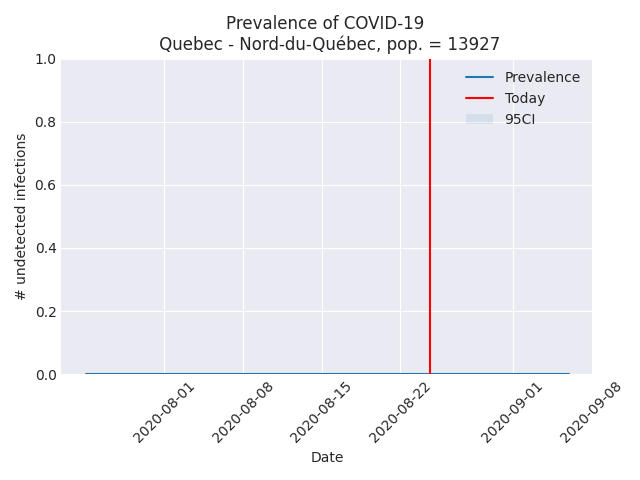 Prevalence of COVID-19
Quebec - Nord-du-Québec, pop. = 13927
1.0
0.8
0.6
0.4
0.2
0.0
# undetected infections
Prevalence
Today
95CI
2020-08-01
2020-08-08
2020-08-15
2020-08-22
2020-09-01
2020-09-08
Date